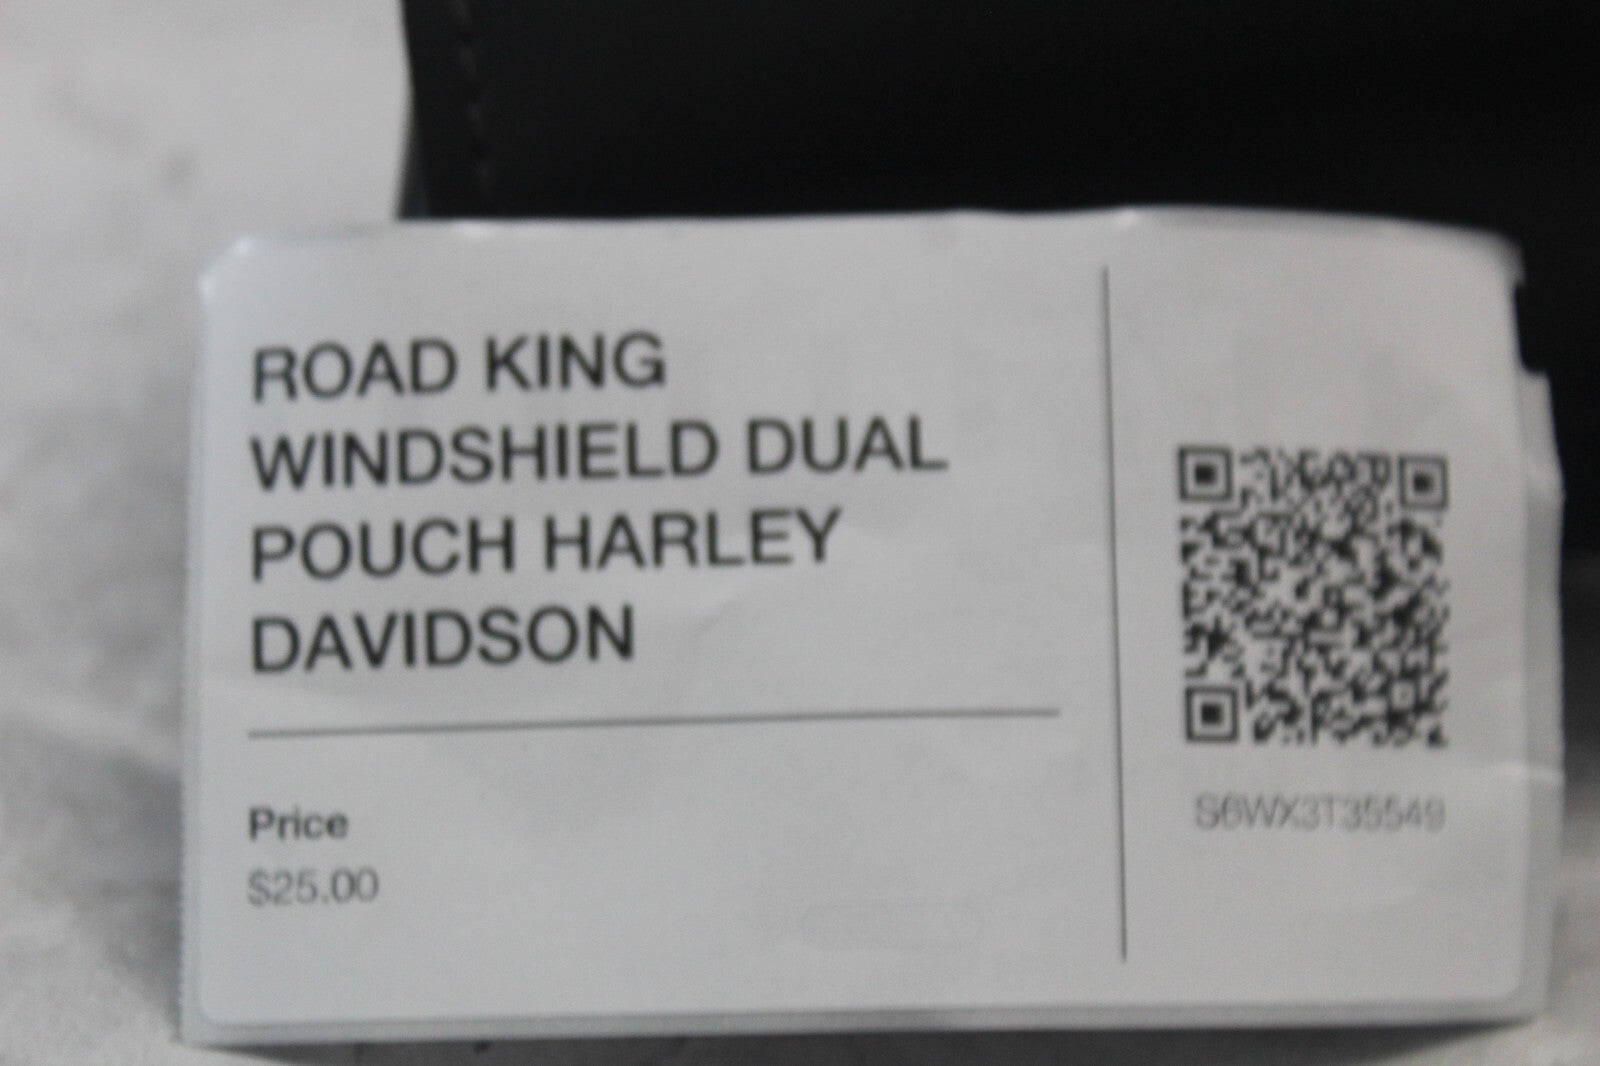 ROAD KING
WINDSHIELD DUAL
POUCH HARLEY
DAVIDSON
Price
$25.00
S6WX3T35549